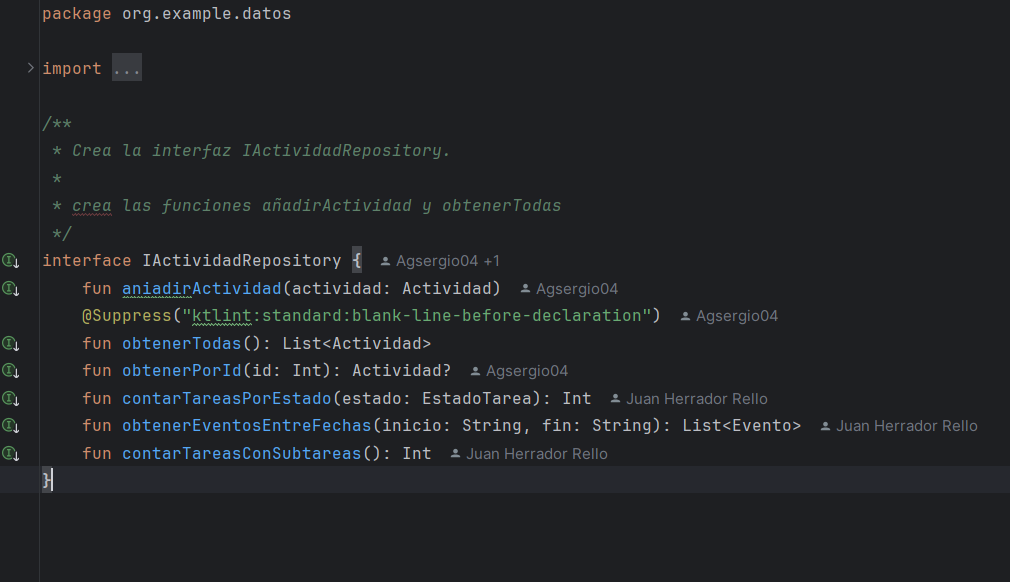 package org.example.datos
import ...
/**
* Crea la interfaz IActividadRepository.
*
* crea las funciones añadirActividad y obtenerTodas
*/
interface IActividadRepository { Agsergio04 +1
fun aniadirActividad(actividad: Actividad) Agsergio04
@Suppress("ktlint:standard:blank-line-before-declaration") Agsergio04
fun obtenerTodas(): List<Actividad>
fun obtenerPorId(id: Int): Actividad? Agsergio04
fun contarTareasPorEstado(estado: EstadoTarea): Int Juan Herrador Rello
fun obtenerEventosEntreFechas(inicio: String, fin: String): List<Evento> Juan Herrador Rello
fun contarTareasConSubtareas(): Int Juan Herrador Rello
}